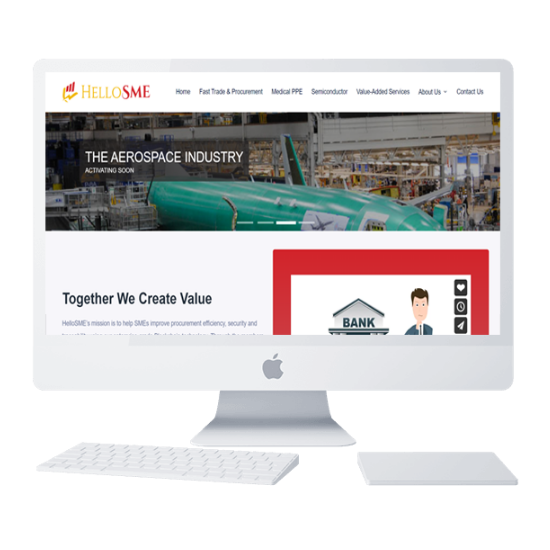 HELLOSME
Home Fast Trade & Procurement Medical PPE Semiconductor Value-Added Services About Us Contact Us
THE AEROSPACE INDUSTRY
ACTIVATING SOON
Together We Create Value
HelloSME's mission is to help SMEs improve procurement efficiency, security and
BANK